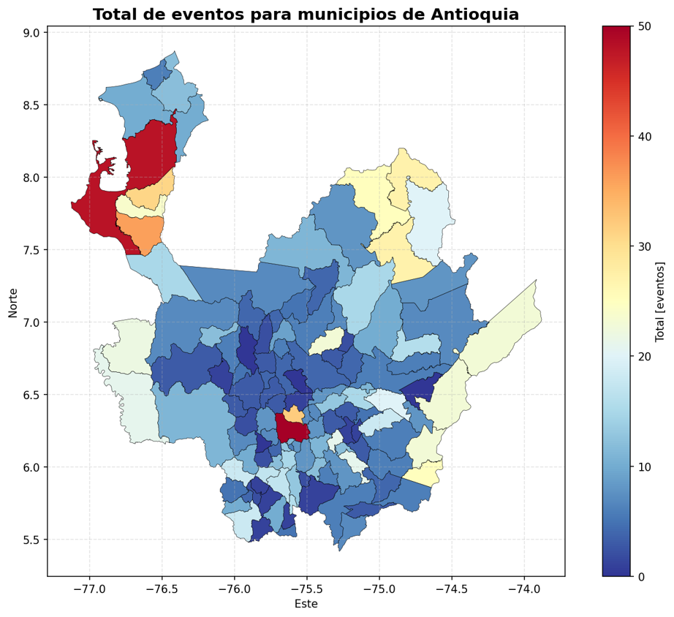 Total de eventos para municipios de Antioquia
9.0
8.5
8.0
7.5
7.0
6.5
6.0
5.5
Norte
−77.0 −76.5 −76.0 −75.5 −75.0 −74.5 −74.0
Este
50
40
30
20
10
0
Total [eventos]